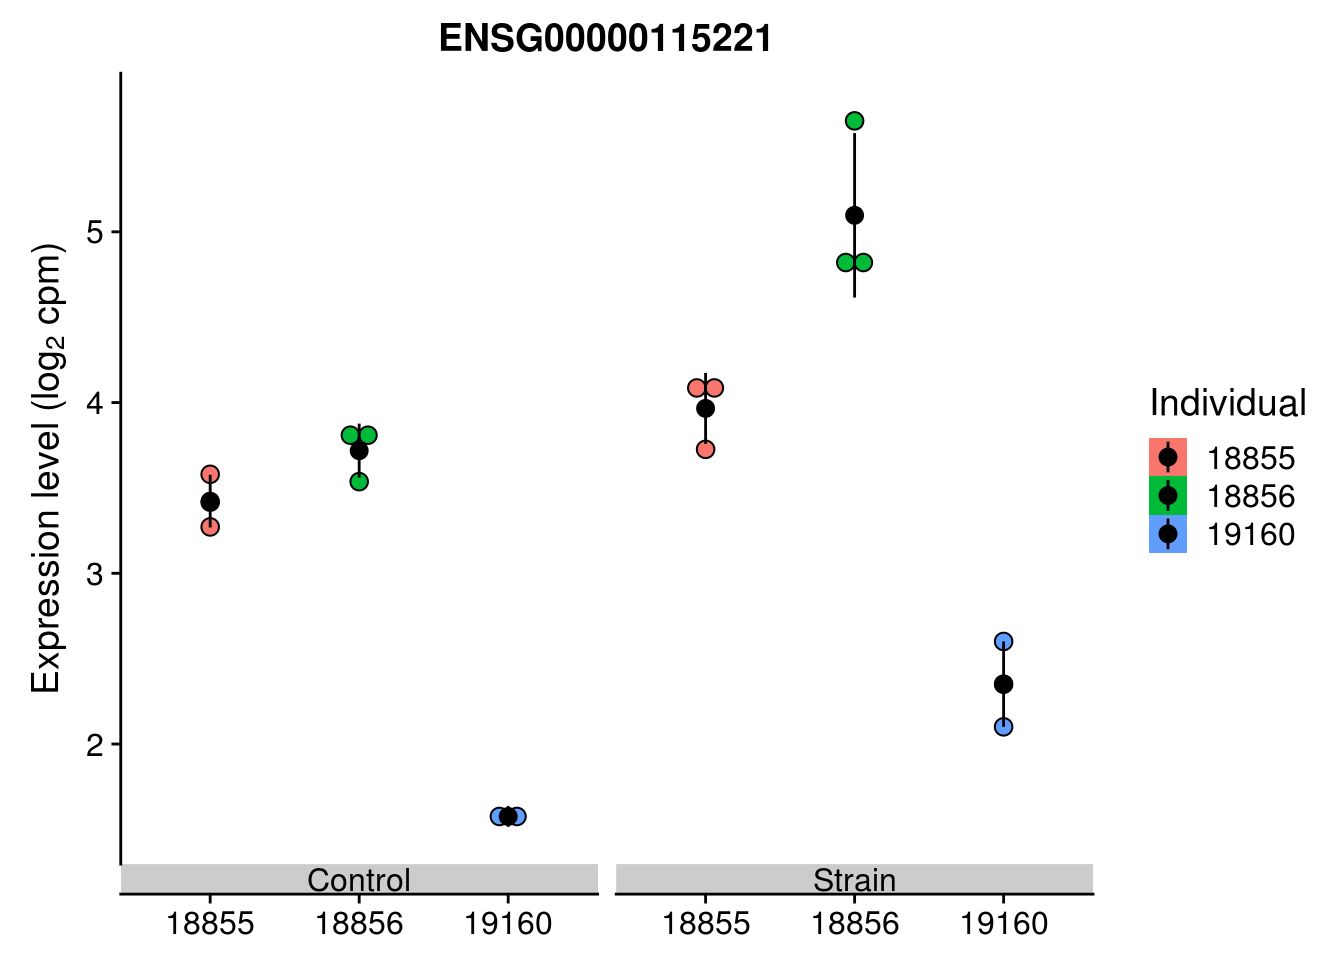 ENSG00000115221
Expression level (log₂ cpm)
5
4
3
2
Control
Strain
18855
18856
19160
18855
18856
19160
Individual
18855
18856
19160